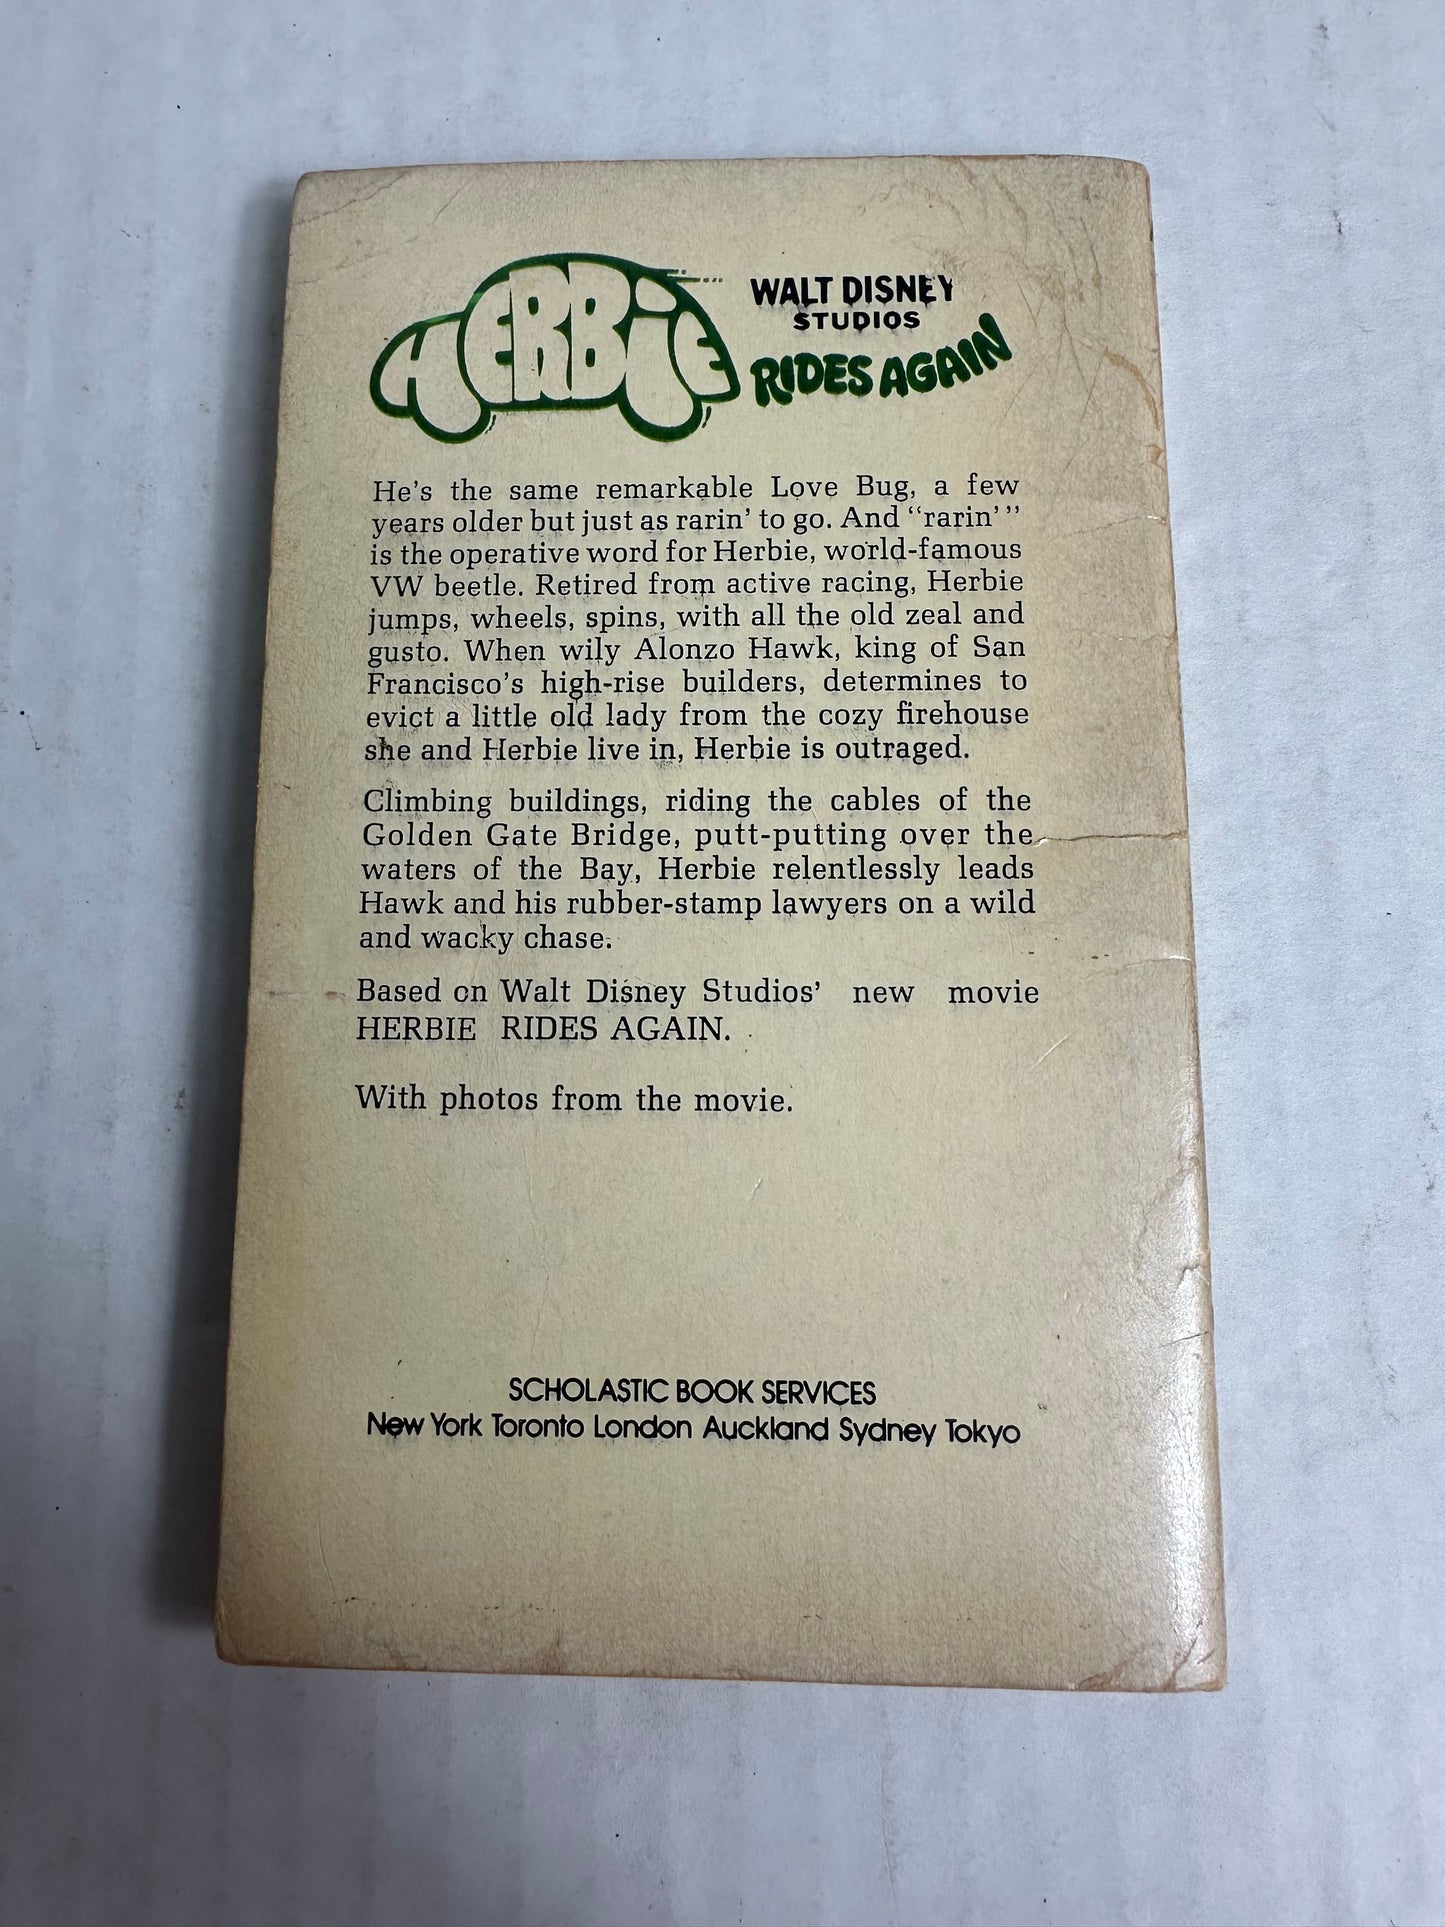 HERBIE
WALT DISNEY
STUDIOS
RIDES AGAIN
He's the same remarkable Love Bug, a few
years older but just as rarin' to go. And "rarin'"
is the operative word for Herbie, world-famous
VW beetle. Retired from active racing, Herbie
jumps, wheels, spins, with all the old zeal and
gusto. When wily Alonzo Hawk, king of San
Francisco's high-rise builders, determines to
evict a little old lady from the cozy firehouse
she and Herbie live in, Herbie is outraged.
Climbing buildings, riding the cables of the
Golden Gate Bridge, putt-putting over the
waters of the Bay, Herbie relentlessly leads
Hawk and his rubber-stamp lawyers on a wild
and wacky chase.
Based on Walt Disney Studios' new movie
HERBIE RIDES AGAIN.
With photos from the movie.
SCHOLASTIC BOOK SERVICES
New York Toronto London Auckland Sydney Tokyo